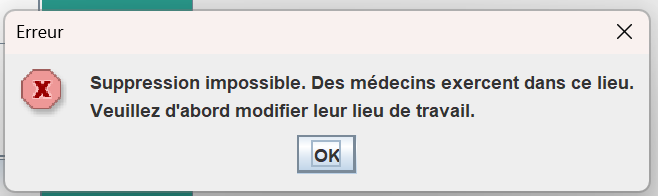 Erreur
Suppression impossible. Des médecins exercent dans ce lieu.
Veuillez d'abord modifier leur lieu de travail.
OK